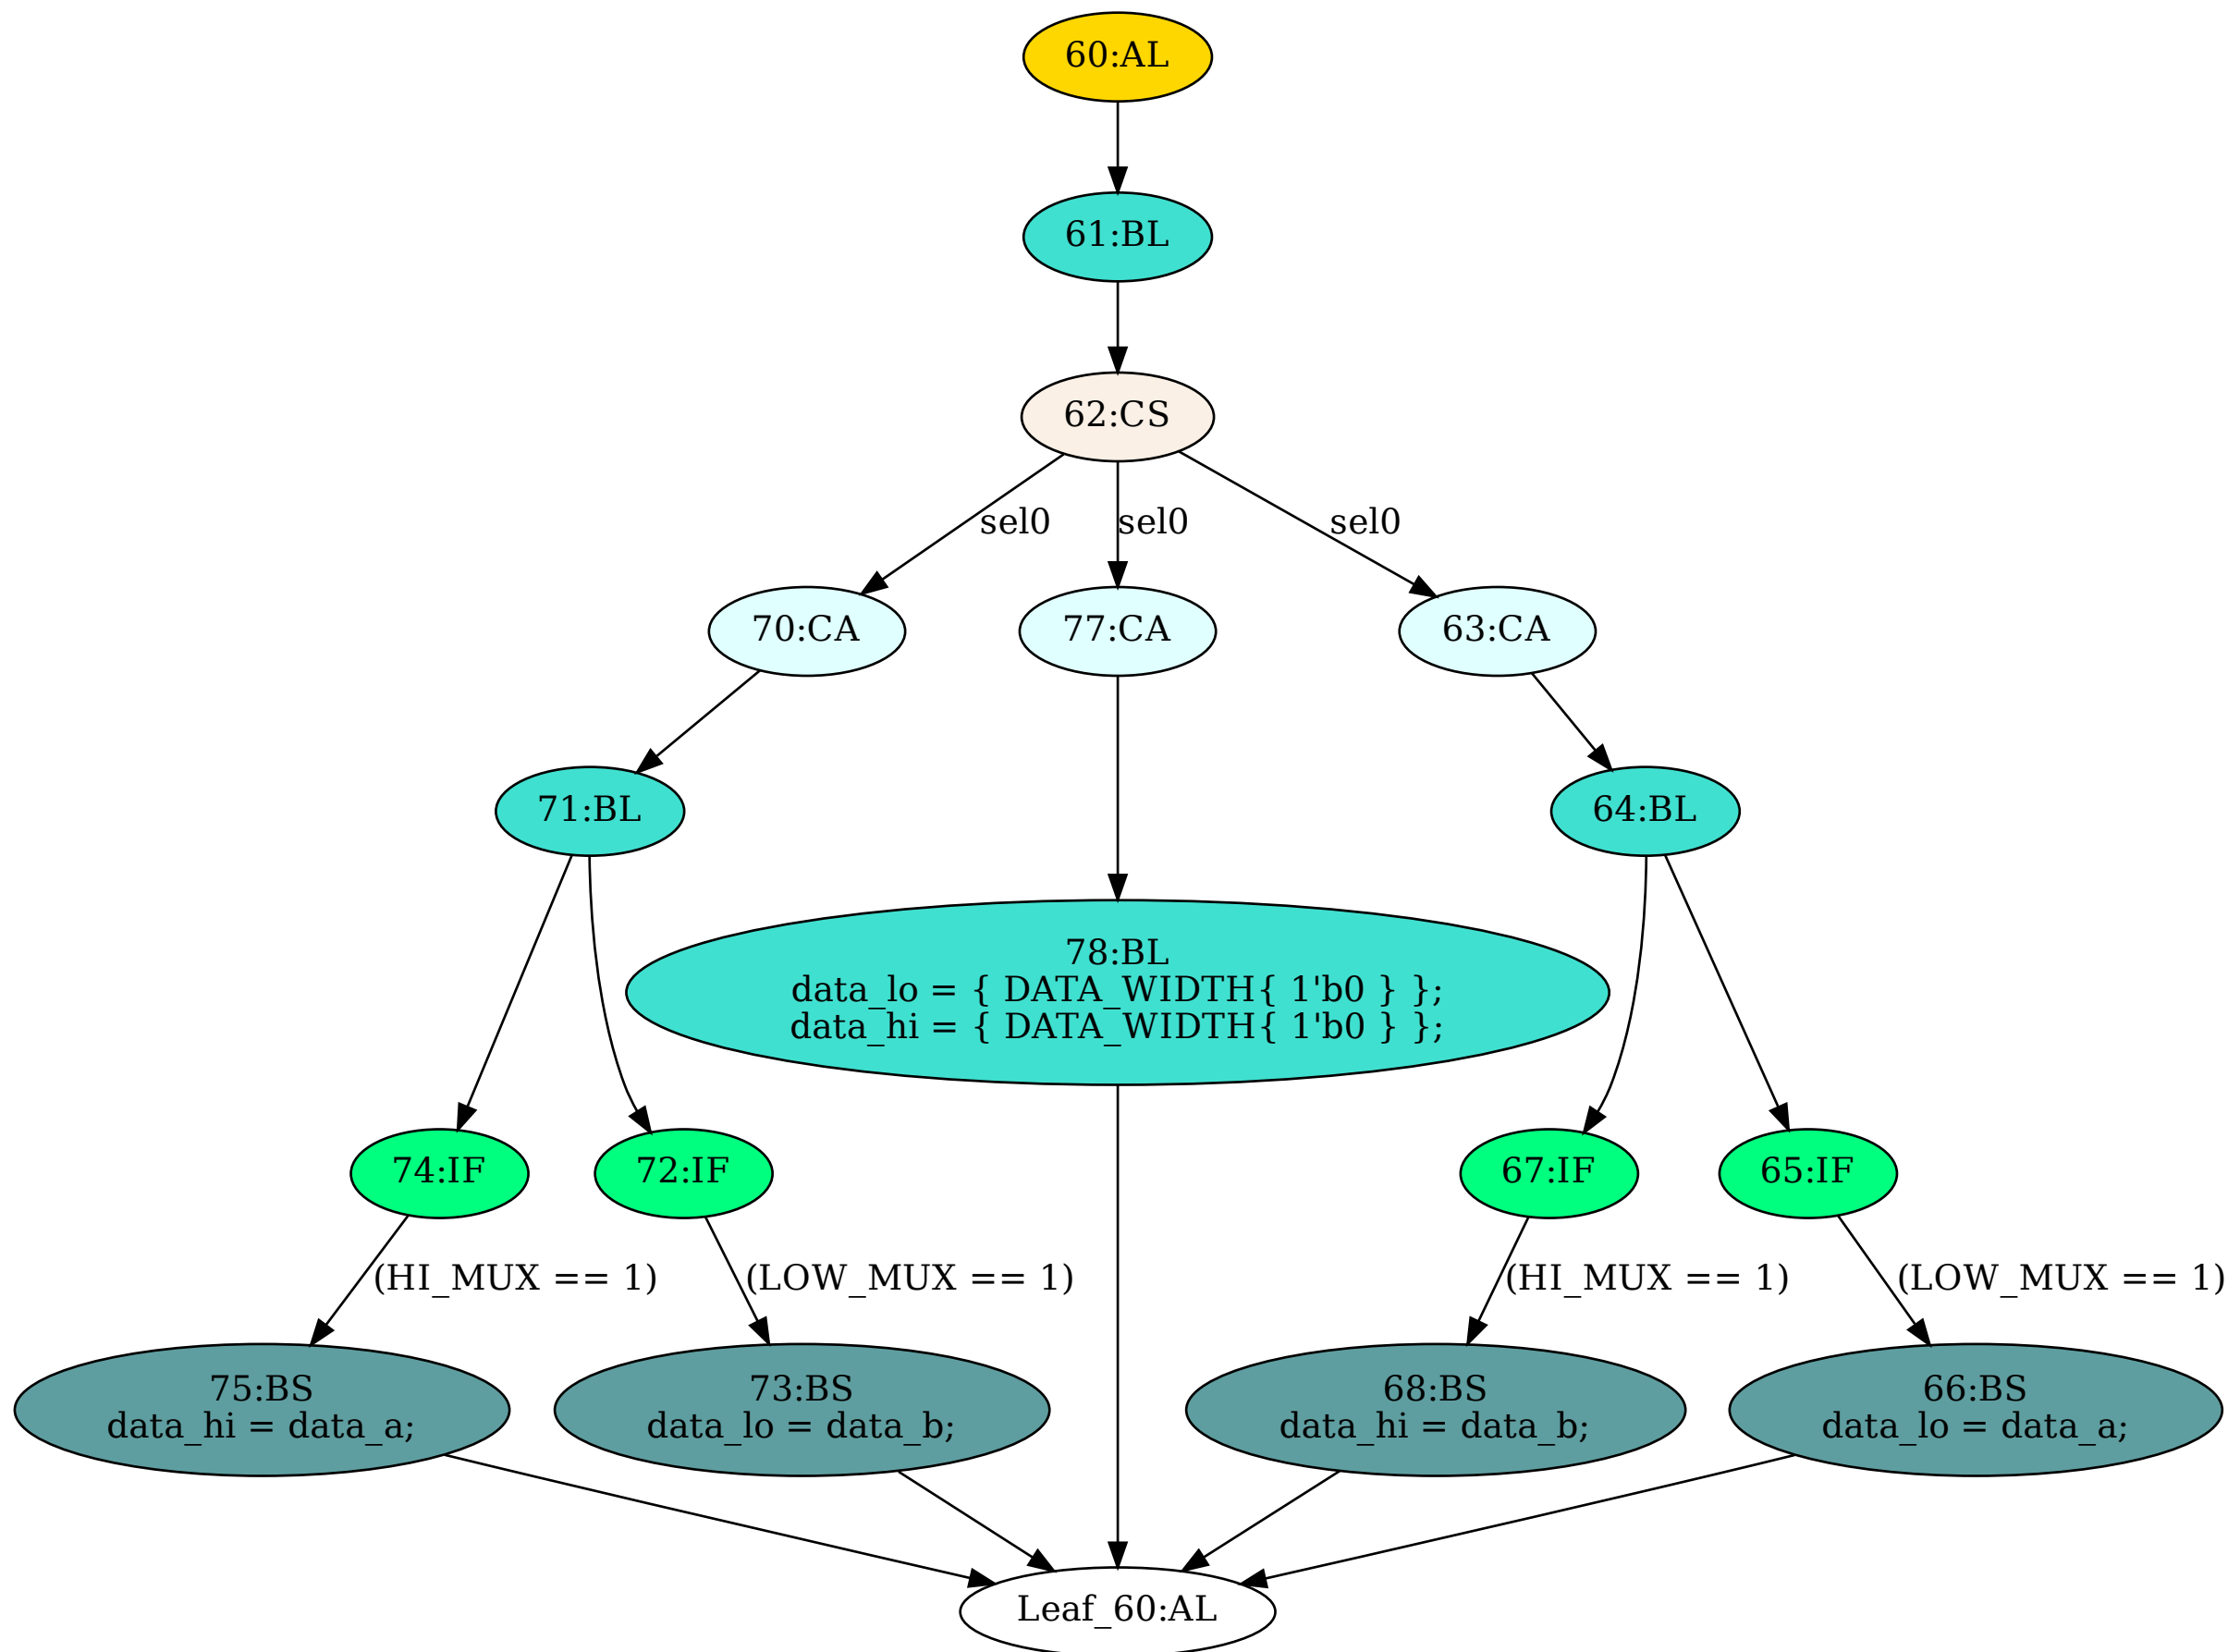 60:AL
61:BL
62:CS
sel0
sel0
sel0
70:CA
77:CA
63:CA
71:BL
64:BL
78:BL
data_lo = { DATA_WIDTH{ 1'b0 } };
data_hi = { DATA_WIDTH{ 1'b0 } };
74:IF
72:IF
67:IF
65:IF
(HI_MUX == 1)
(LOW_MUX == 1)
(HI_MUX == 1)
(LOW_MUX == 1)
75:BS
data_hi = data_a;
73:BS
data_lo = data_b;
68:BS
data_hi = data_b;
66:BS
data_lo = data_a;
Leaf_60:AL